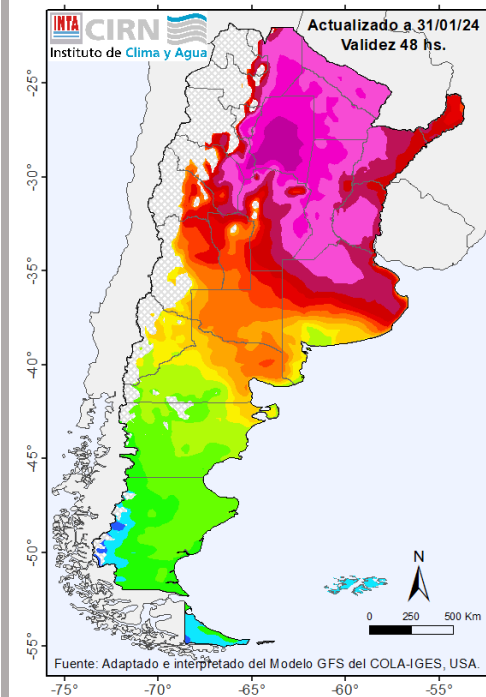 INTA CIRN
Instituto de Clima y Agua
Actualizado a 31/01/24
Validez 48 hs.
-25°
-30°
-35°
-40°
-45°
-50°
-55°
N
0 250 500 Km
Fuente: Adaptado e interpretado del Modelo GFS del COLA-IGES, USA.
-75° -70° -65° -60° -55°